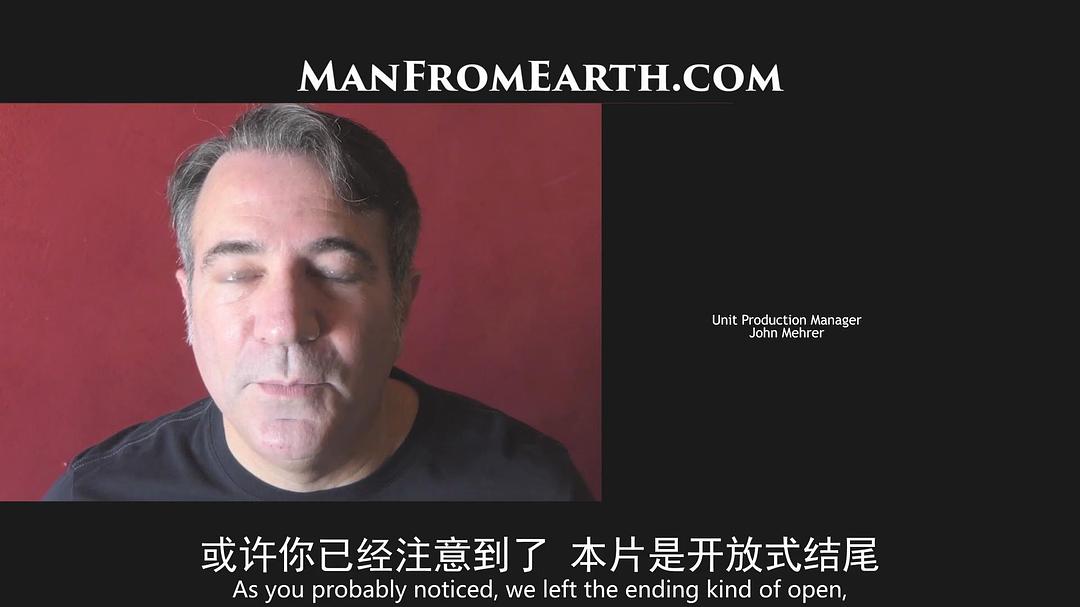 MANFROMEARTH.COM
Unit Production Manager
John Mehrer
或许你已经注意到了 本片是开放式结尾
As you probably noticed, we left the ending kind of open,